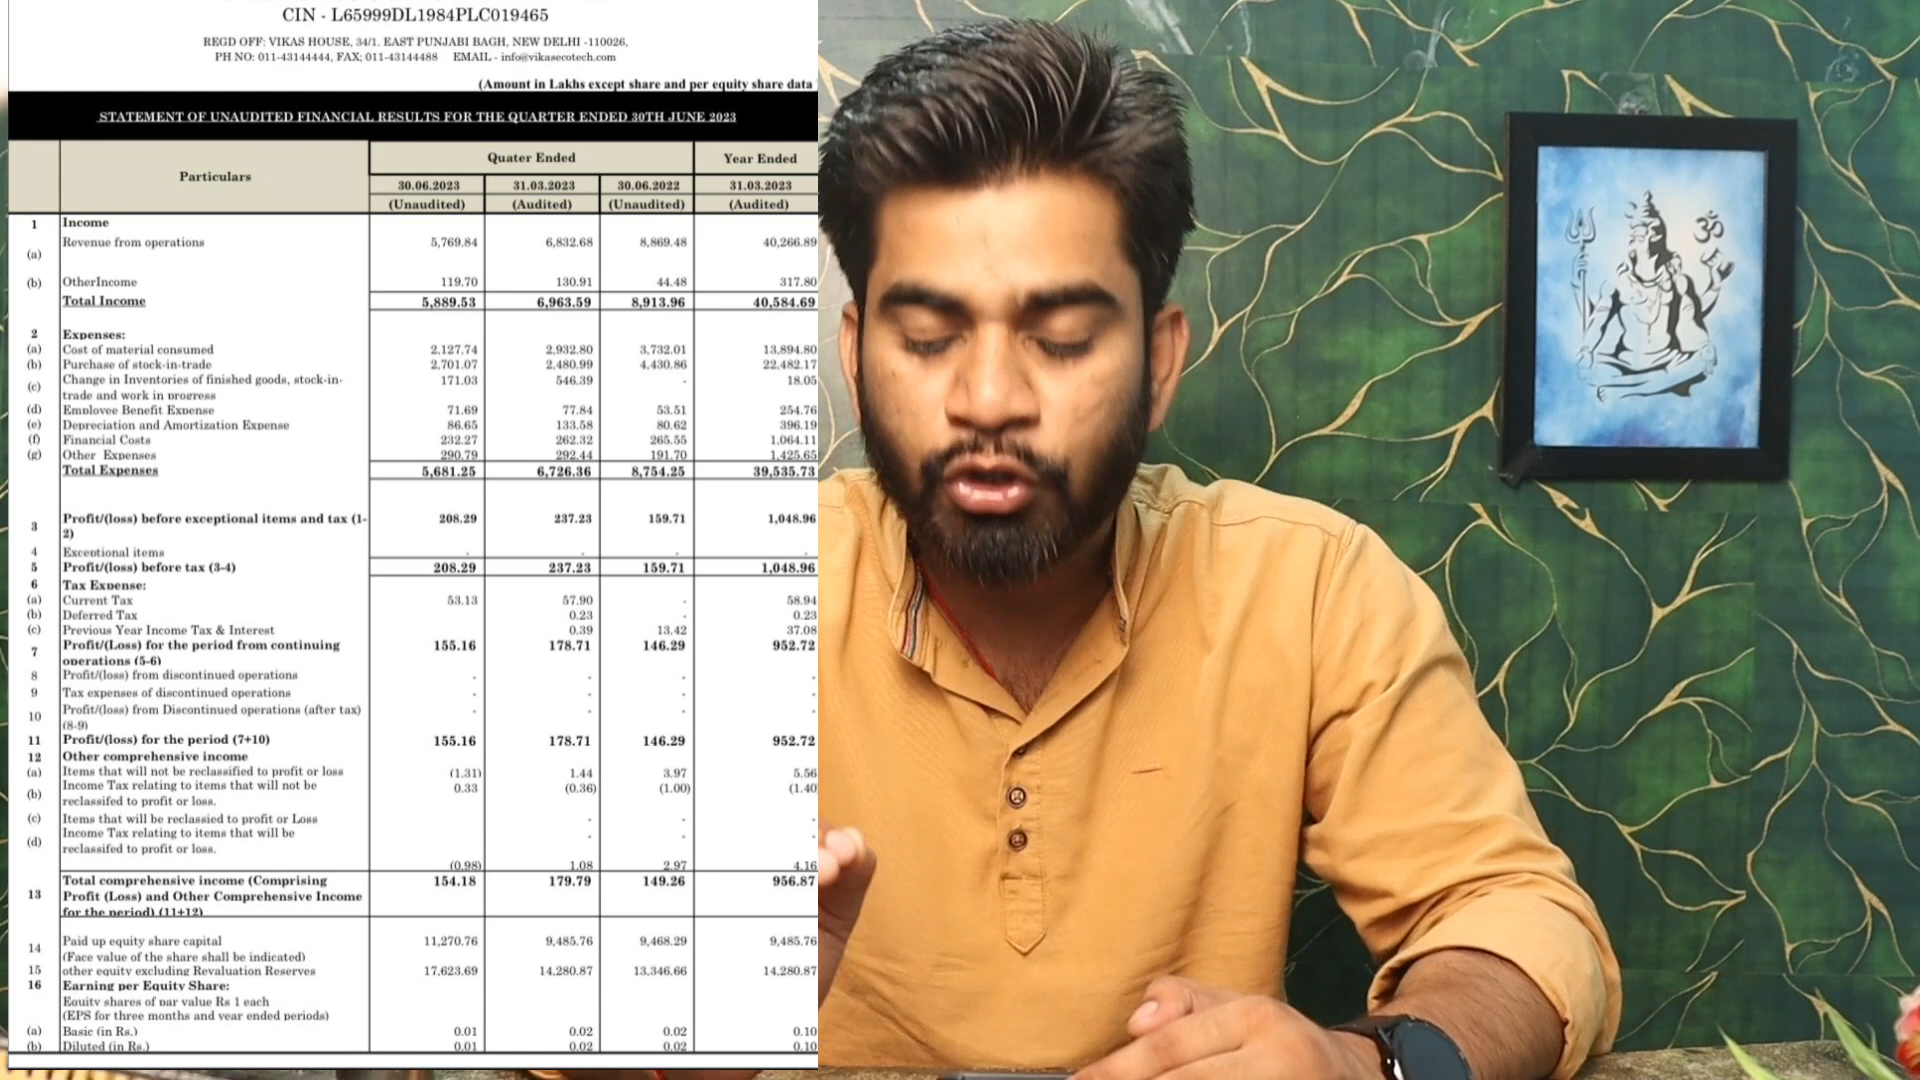 CIN - L65999DL1984PLC019465
REGD OFF: VIKAS HOUSE, 34/1, EAST PUNJABI BAGH, NEW DELHI -110026,
PH NO: 011-43144444, FAX; 011-43144488 EMAIL - info@vikasecotech.com
(Amount in Lakhs except share and per equity share data
STATEMENT OF UNAUDITED FINANCIAL RESULTS FOR THE QUARTER ENDED 30TH JUNE 2023
Particulars Quater Ended Year Ended
30.06.2023 31.03.2023 30.06.2022 31.03.2023
(Unaudited) (Audited) (Unaudited) (Audited)
1 Income
(a) Revenue from operations 5,769.84 6,832.68 8,869.48 40,266.89
(b) OtherIncome 119.70 130.91 44.48 317.80
Total Income 5,889.53 6,963.59 8,913.96 40,584.69
2 Expenses:
(a) Cost of material consumed 2,127.74 2,932.80 3,732.01 13,894.80
(b) Purchase of stock-in-trade 2,701.07 2,480.99 4,430.86 22,482.17
(c) Change in Inventories of finished goods, stock-in- 171.03 546.39 - 18.05
trade and work in progress
(d) Employee Benefit Expense 71.69 77.84 53.51 254.76
(e) Depreciation and Amortization Expense 86.65 133.58 80.62 396.19
(f) Financial Costs 232.27 262.32 265.55 1,064.11
(g) Other Expenses 290.79 292.44 191.70 1,425.65
Total Expenses 5,681.25 6,726.36 8,754.25 39,535.73
3 Profit/(loss) before exceptional items and tax (1- 208.29 237.23 159.71 1,048.96
2)
4 Exceptional items - - - -
5 Profit/(loss) before tax (3-4) 208.29 237.23 159.71 1,048.96
6 Tax Expense:
(a) Current Tax 53.13 57.90 - 58.94
(b) Deferred Tax 0.23 - 0.23
(c) Previous Year Income Tax & Interest 0.39 13.42 37.08
7 Profit/(Loss) for the period from continuing 155.16 178.71 146.29 952.72
operations (5-6)
8 Profit/(loss) from discontinued operations - - - -
9 Tax expenses of discontinued operations - - - -
10 Profit/(loss) from Discontinued operations (after tax) - - - -
(8-9)
11 Profit/(loss) for the period (7+10) 155.16 178.71 146.29 952.72
12 Other comprehensive income
(a) Items that will not be reclassified to profit or loss (1.31) 1.44 3.97 5.56
(b) Income Tax relating to items that will not be 0.33 (0.36) (1.00) (1.40
reclassifed to profit or loss.
(c) Items that will be reclassied to profit or Loss - - -
(d) Income Tax relating to items that will be - - -
reclassifed to profit or loss.
(0.98) 1.08 2.97 4.16
13 Total comprehensive income (Comprising 154.18 179.79 149.26 956.87
Profit (Loss) and Other Comprehensive Income
for the period) (11+12)
14 Paid up equity share capital 11,270.76 9,485.76 9,468.29 9,485.76
(Face value of the share shall be indicated)
15 other equity excluding Revaluation Reserves 17,623.69 14,280.87 13,346.66 14,280.87
16 Earning per Equity Share:
Equity shares of par value Rs 1 each
(EPS for three months and year ended periods)
(a) Basic (in Rs.) 0.01 0.02 0.02 0.10
(b) Diluted (in Rs.) 0.01 0.02 0.02 0.10
ॐ